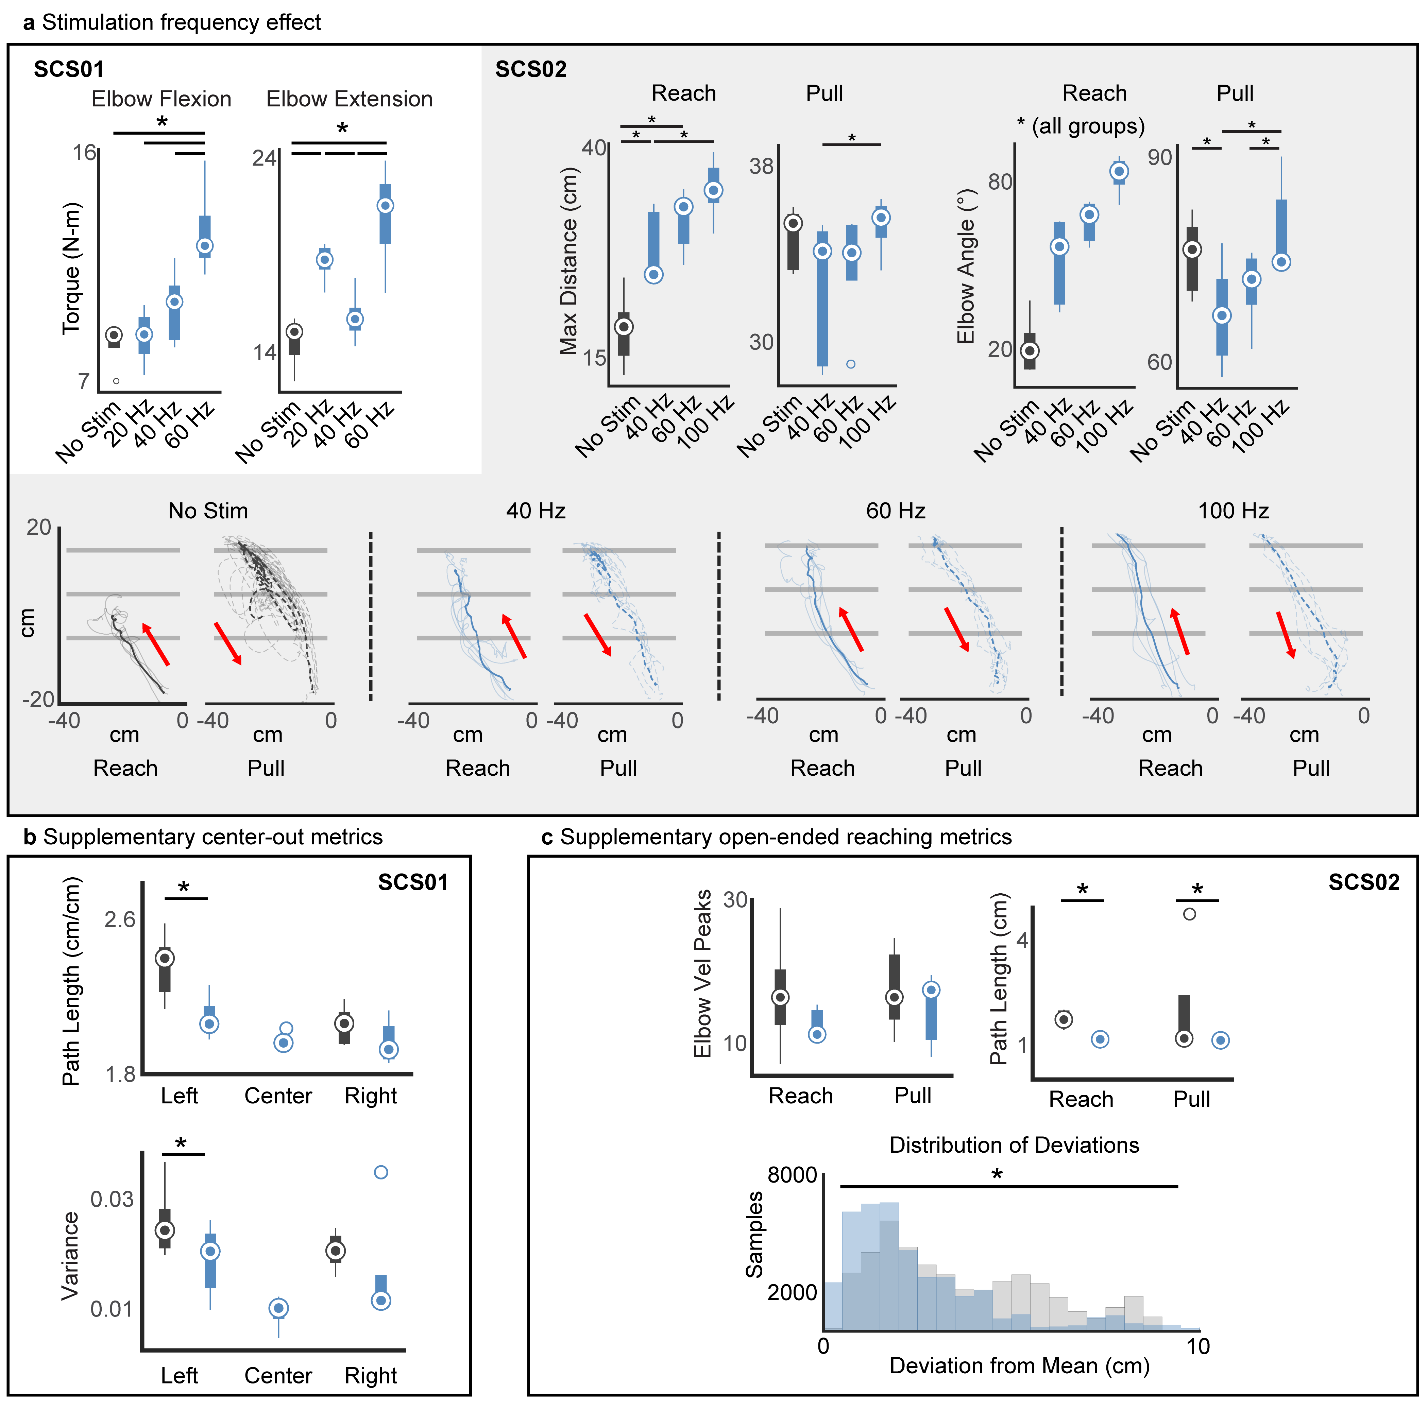 a Stimulation frequency effect
SCS01
SCS02
Elbow Flexion
Elbow Extension
Reach
Pull
Reach
Pull
*
*
*
*
*
*
* (all groups)
*
*
*
Torque (N-m)
16
7
24
14
Max Distance (cm)
40
15
38
30
Elbow Angle (°)
80
20
90
60
No Stim 20 Hz 40 Hz 60 Hz
No Stim 20 Hz 40 Hz 60 Hz
No Stim 40 Hz 60 Hz 100 Hz
No Stim 40 Hz 60 Hz 100 Hz
No Stim 40 Hz 60 Hz 100 Hz
No Stim 40 Hz 60 Hz 100 Hz
No Stim
40 Hz
60 Hz
100 Hz
20
cm
-20
-40 0 -40 0 -40 0 -40 0 -40 0 -40 0 -40 0 -40 0
cm cm cm cm cm cm cm cm
Reach Pull Reach Pull Reach Pull Reach Pull
b Supplementary center-out metrics
SCS01
*
Path Length (cm/cm)
2.6
1.8
Left Center Right
*
Variance
0.03
0.01
Left Center Right
c Supplementary open-ended reaching metrics
SCS02
Elbow Vel Peaks
30
10
Reach Pull
* *
Path Length (cm)
4
1
Reach Pull
Distribution of Deviations
*
Samples
8000
2000
0 10
Deviation from Mean (cm)